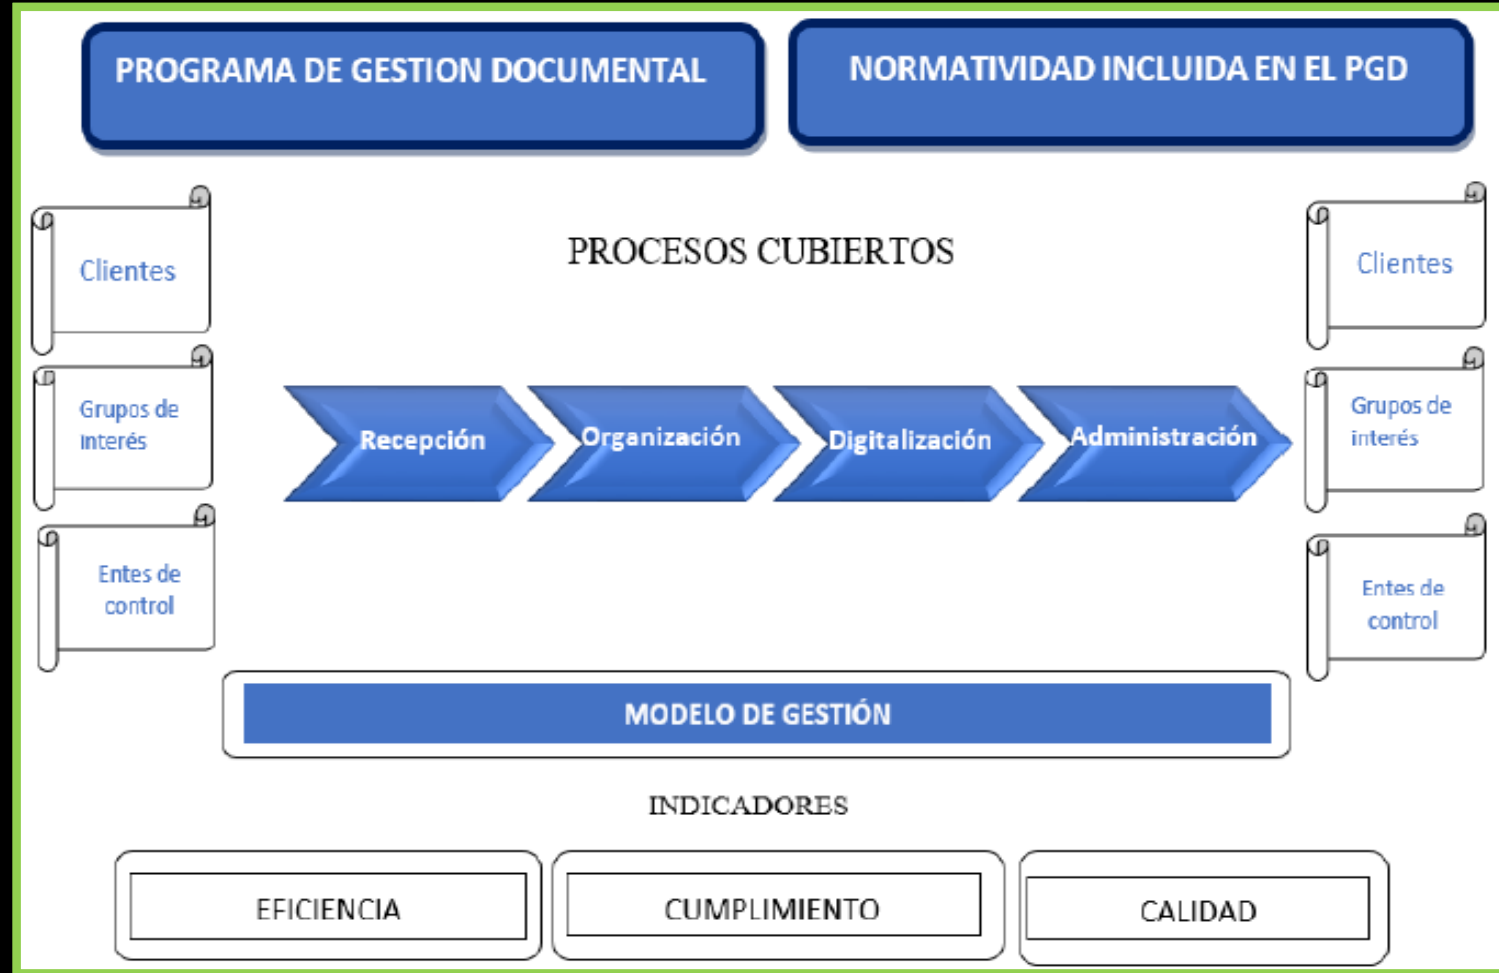 PROGRAMA DE GESTION DOCUMENTAL
NORMATIVIDAD INCLUIDA EN EL PGD
PROCESOS CUBIERTOS
Clientes
Grupos de
interés
Entes de
control
Recepción
Organización
Digitalización
Administración
Clientes
Grupos de
interés
Entes de
control
MODELO DE GESTIÓN
INDICADORES
EFICIENCIA
CUMPLIMIENTO
CALIDAD